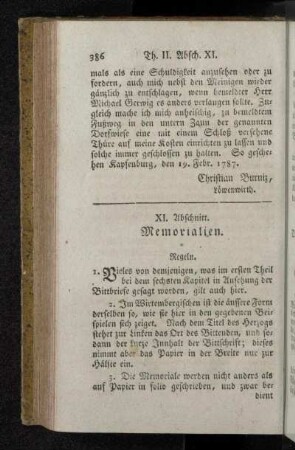 386 Th. II. Absch. XI.
mals als eine Schuldigkeit anzusehen oder zu
fordern, auch mich nebst den Meinigen wieder
gänzlich zu entschlagen, wenn bemeldter Herr
Michael Gerwig es anders verlangen sollte. Zu-
gleich mache ich mich anheischig, zu bemeldtem
Fußweg in den untern Zaun der genannten
Dorfwiese eine mit einem Schloß versehene
Thüre auf meine Kosten einrichten zu lassen und
solche immer geschlossen zu halten. So gesche-
hen Kapfenburg, den 19. Febr. 1787.
Christian Burniz,
Löwenwirth.
XI. Abschnitt.
Memorialien.
Regeln.
1. Vieles von demjenigen, was im ersten Theil
bei dem sechsten Kapitel in Ansehung der
Bittbriefe gesagt worden, gilt auch hier.
2. Im Wirtembergischen ist die äussere Form
derselben so, wie sie hier in den gegebenen Bei-
spielen sich zeiget. Nach dem Titel des Herzogs
steher zur Linken das Ort des Bittenden, und so-
dann der kurze Innhalt der Bittschrift; dieses
nimmt aber das Papier in der Breite nur zur
Hälfte ein.
3. Die Memoriale werden nicht anders als
auf Papier in folio geschrieben, und zwar be
dient